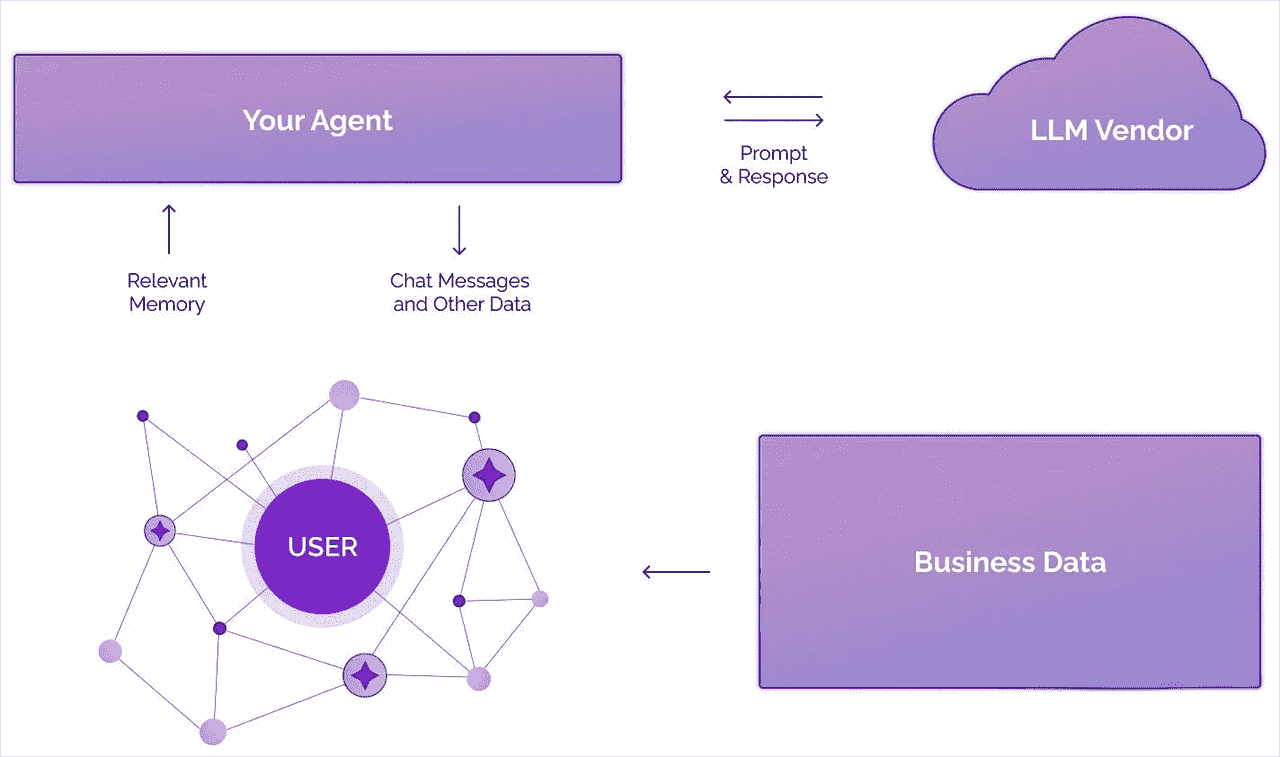 Your Agent
LLM Vendor
Prompt
& Response
Relevant
Memory
Chat Messages
and Other Data
USER
Business Data